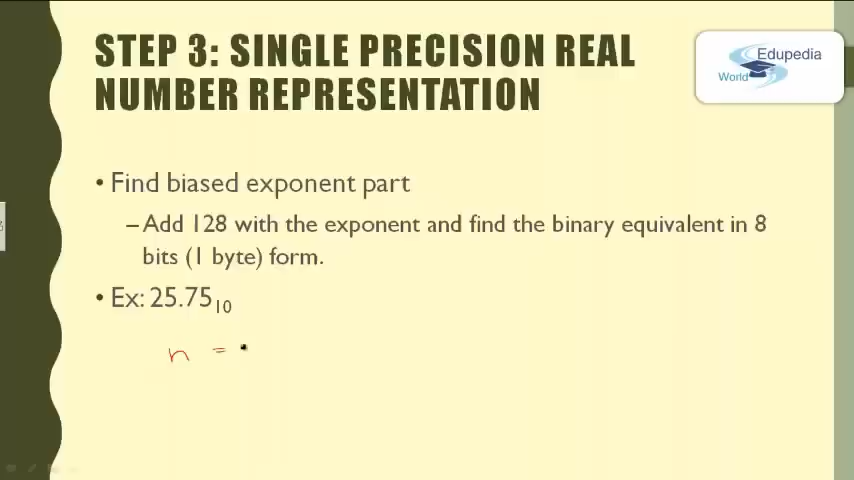 STEP 3: SINGLE PRECISION REAL
NUMBER REPRESENTATION
Edupedia
World
• Find biased exponent part
– Add 128 with the exponent and find the binary equivalent in 8
bits (1 byte) form.
• Ex: 25.75₁₀
n =